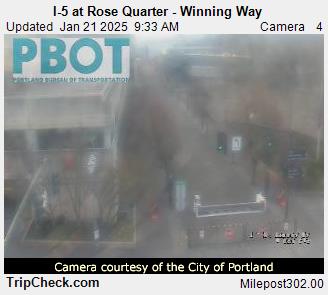 I-5 at Rose Quarter - Winning Way
Updated Jan 21 2025 9:33 AM Camera 4
PBOT
PORTLAND BUREAU OF TRANSPORTATION
Camera courtesy of the City of Portland
TripCheck.com Milepost302.00